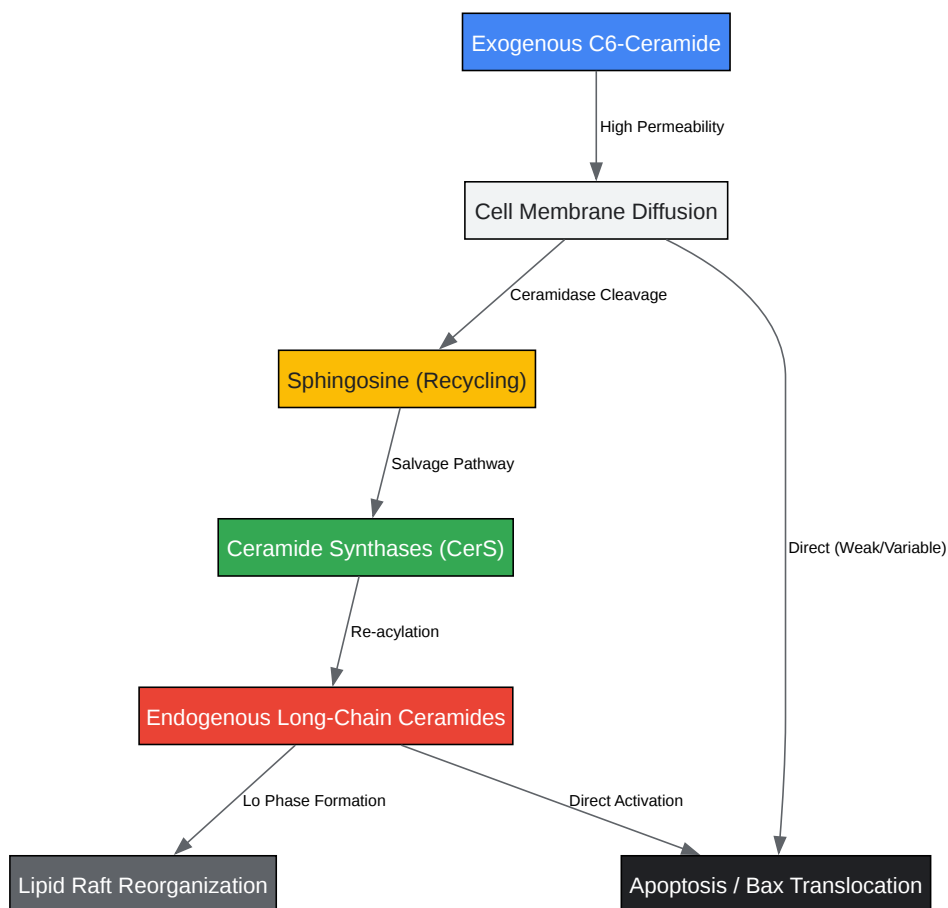 Exogenous C6-Ceramide
High Permeability
Cell Membrane Diffusion
Ceramidase Cleavage
Sphingosine (Recycling)
Salvage Pathway
Ceramide Synthases (CerS)
Direct (Weak/Variable)
Re-acylation
Endogenous Long-Chain Ceramides
Lo Phase Formation
Direct Activation
Lipid Raft Reorganization
Apoptosis / Bax Translocation